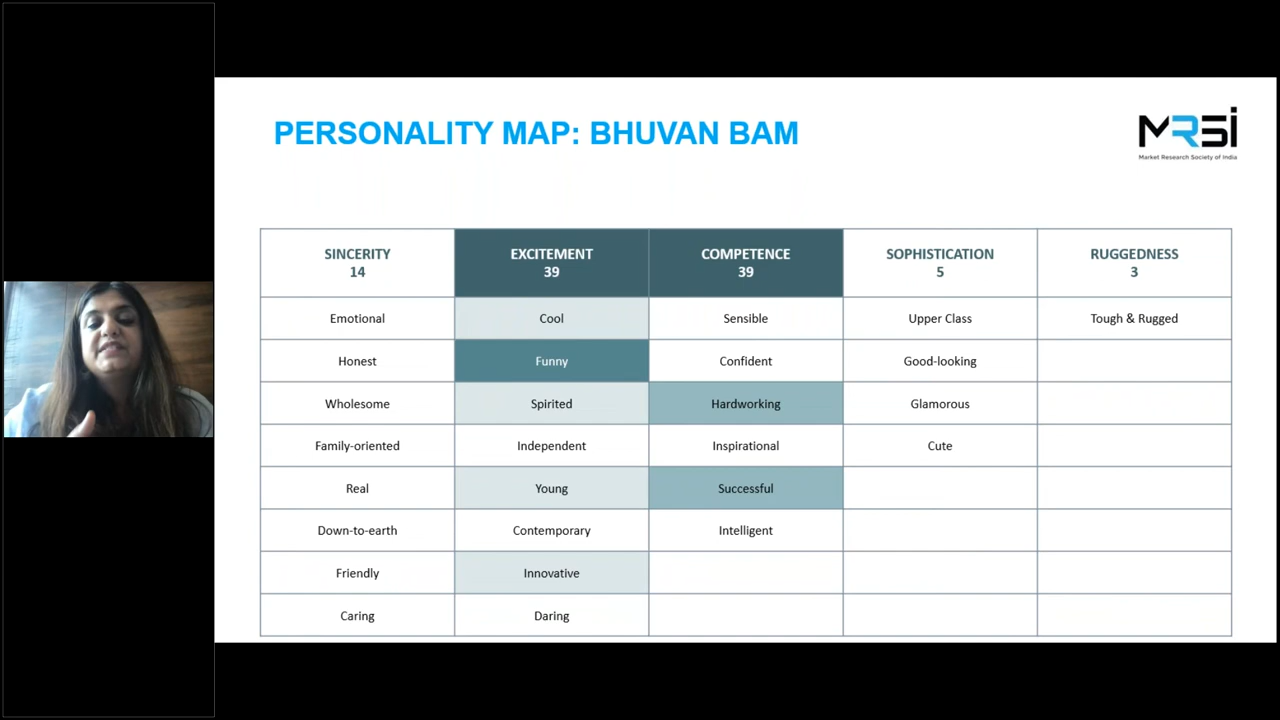 PERSONALITY MAP: BHUVAN BAM
MRSI
Market Research Society of India
SINCERITY EXCITEMENT COMPETENCE SOPHISTICATION RUGGEDNESS
14 39 39 5 3
Emotional Cool Sensible Upper Class Tough & Rugged
Honest Funny Confident Good-looking
Wholesome Spirited Hardworking Glamorous
Family-oriented Independent Inspirational Cute
Real Young Successful
Down-to-earth Contemporary Intelligent
Friendly Innovative
Caring Daring